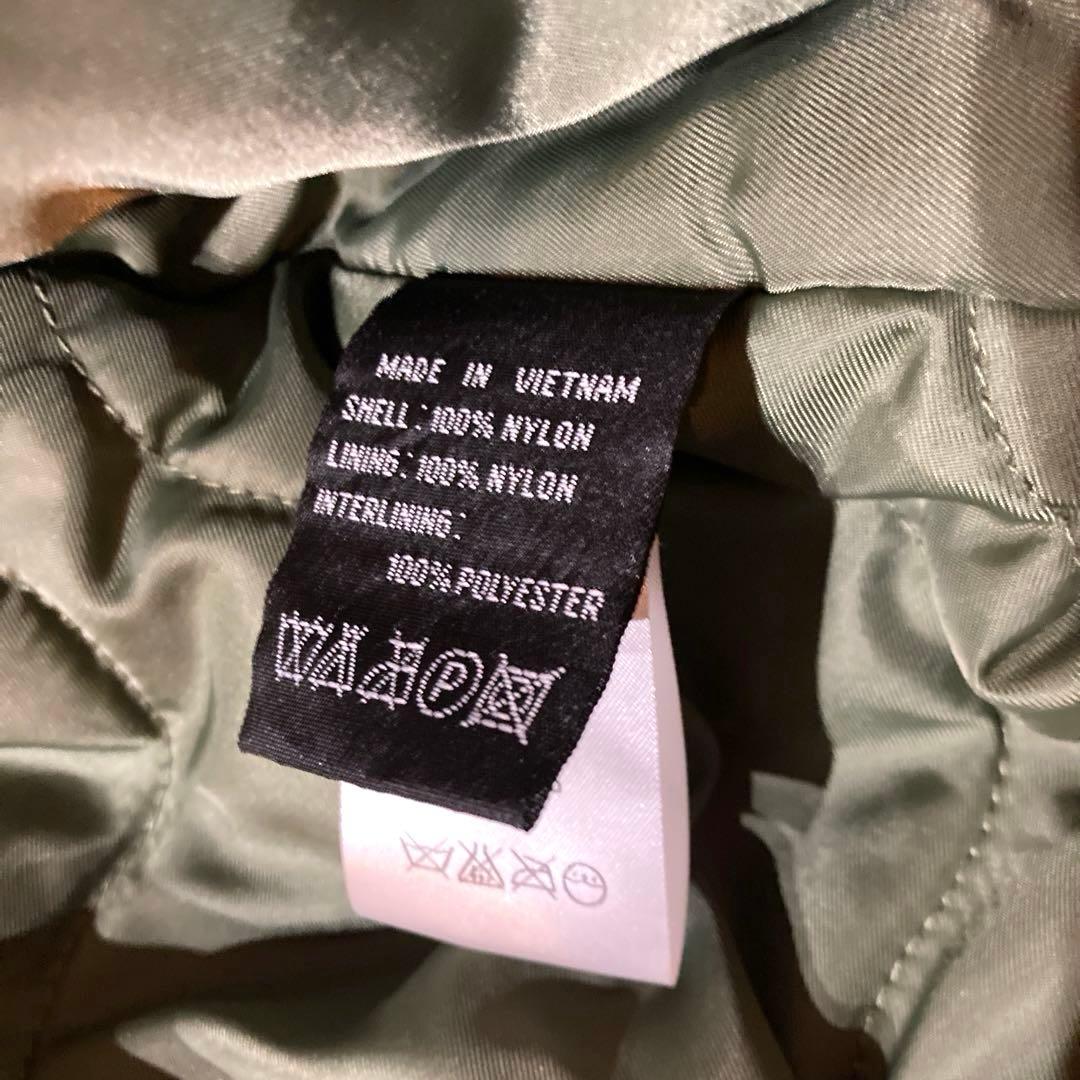 MADE IN VIETNAM
SHELL : 100% NYLON
LINING : 100% NYLON
INTERLINING :
100% POLYESTER
P